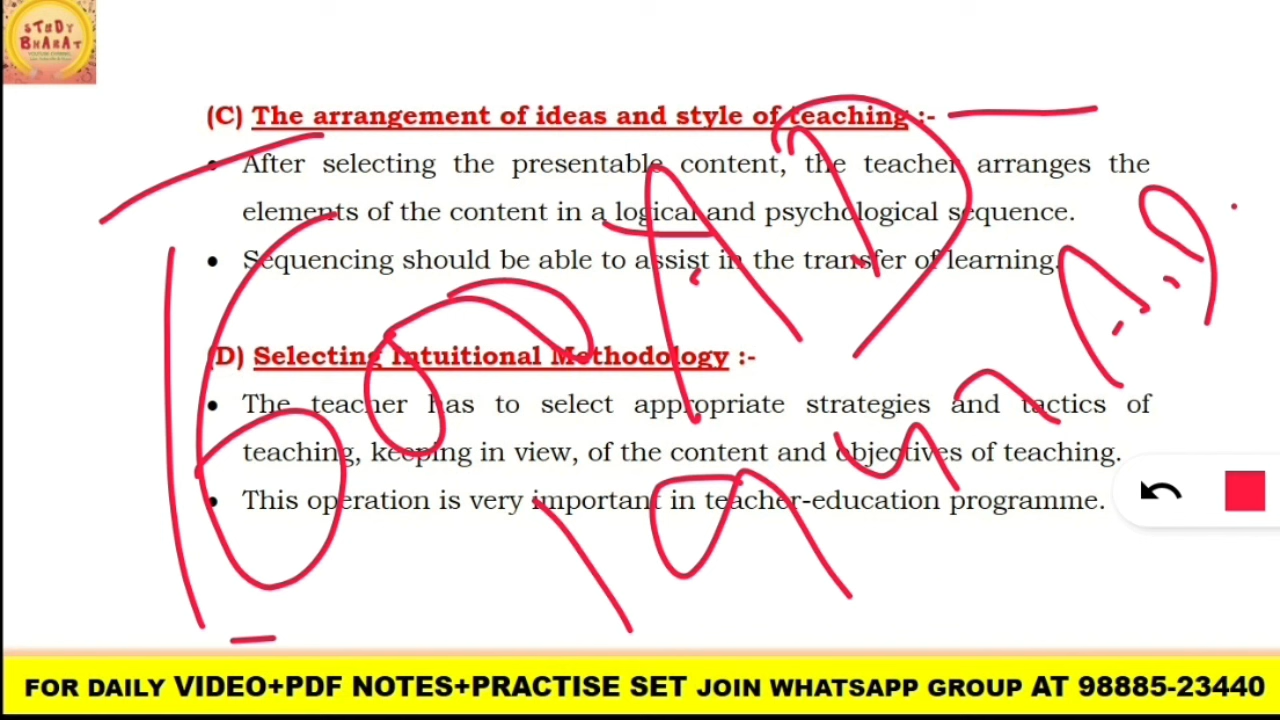 STUDY
BHARAT
YOUTUBE CHANNEL
(C) The arrangement of ideas and style of teaching :-
• After selecting the presentable content, the teacher arranges the
elements of the content in a logical and psychological sequence.
• Sequencing should be able to assist in the transfer of learning.
(D) Selecting Intuitional Methodology :-
• The teacher has to select appropriate strategies and tactics of
teaching, keeping in view, of the content and objectives of teaching.
• This operation is very important in teacher-education programme.
FOR DAILY VIDEO+PDF NOTES+PRACTISE SET JOIN WHATSAPP GROUP AT 98885-23440